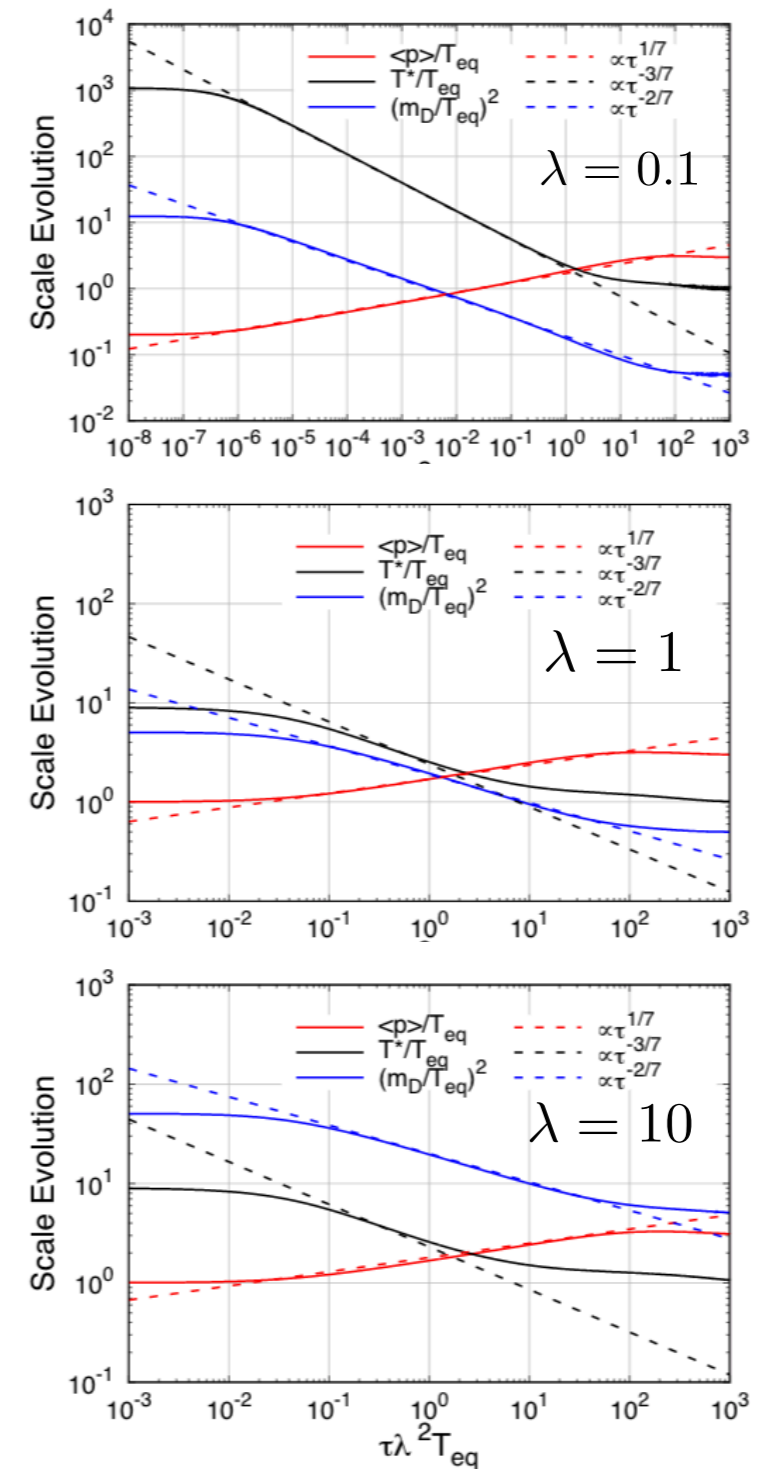 10^4
<p>/T_eq ∝τ^1/7
T*/T_eq ∝τ^-3/7
(m_D/T_eq)^2 ∝τ^-2/7
10^3
10^2
λ = 0.1
10^1
10^0
10^-1
10^-2
Scale Evolution
10^-8 10^-7 10^-6 10^-5 10^-4 10^-3 10^-2 10^-1 10^0 10^1 10^2 10^3
10^3
<p>/T_eq ∝τ^1/7
T*/T_eq ∝τ^-3/7
(m_D/T_eq)^2 ∝τ^-2/7
10^2
λ = 1
10^1
10^0
10^-1
Scale Evolution
10^-3 10^-2 10^-1 10^0 10^1 10^2 10^3
10^3
<p>/T_eq ∝τ^1/7
T*/T_eq ∝τ^-3/7
(m_D/T_eq)^2 ∝τ^-2/7
10^2
λ = 10
10^1
10^0
10^-1
Scale Evolution
10^-3 10^-2 10^-1 10^0 10^1 10^2 10^3
τλ^2T_eq